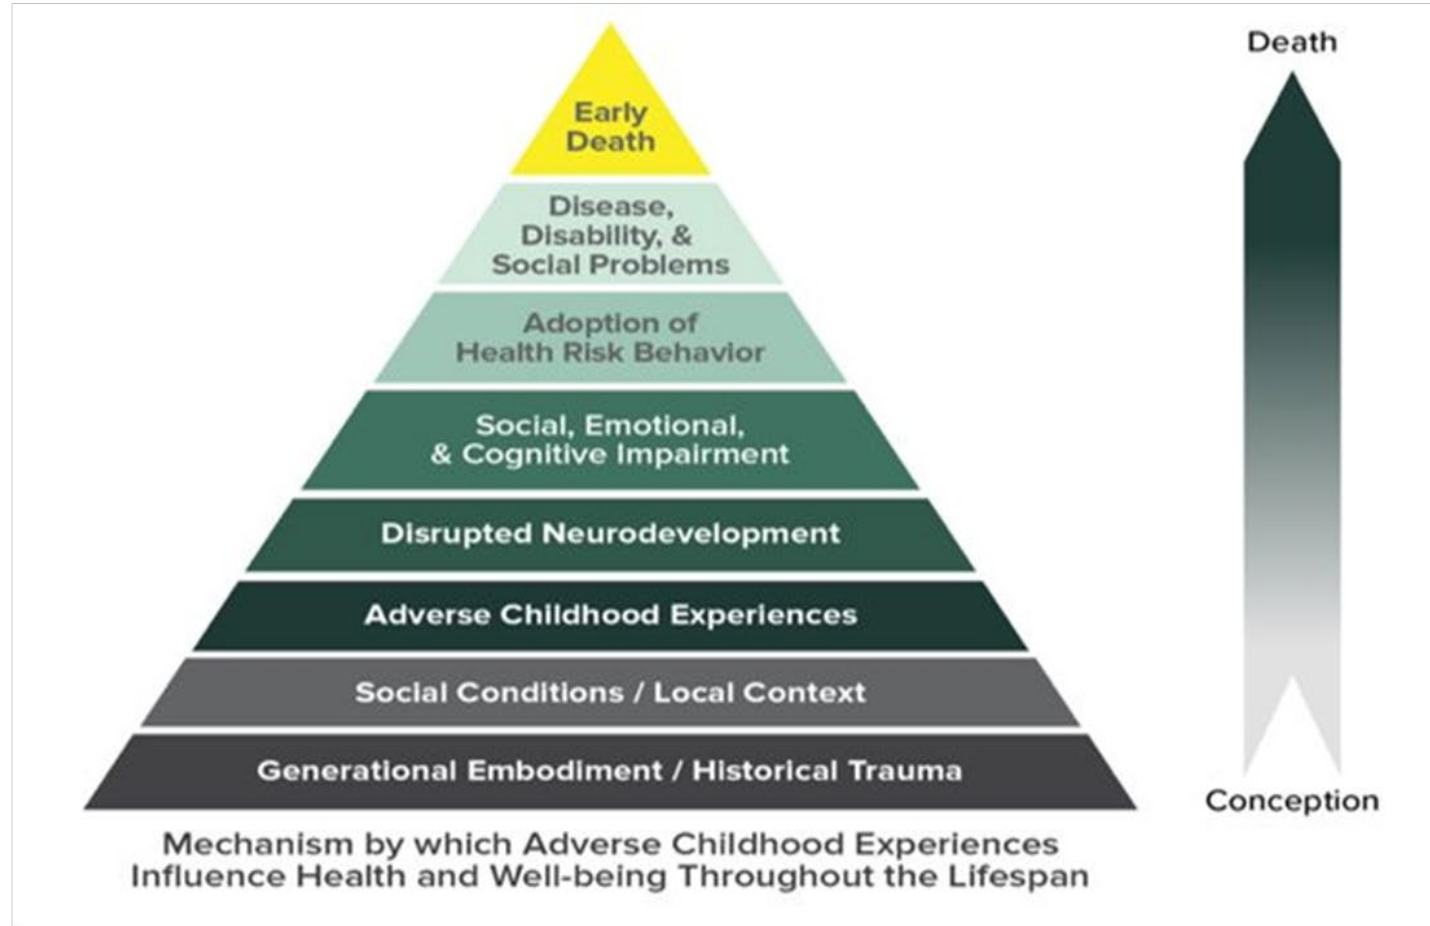 Early
Death
Disease,
Disability, &
Social Problems
Adoption of
Health Risk Behavior
Social, Emotional,
& Cognitive Impairment
Disrupted Neurodevelopment
Adverse Childhood Experiences
Social Conditions / Local Context
Generational Embodiment / Historical Trauma
Mechanism by which Adverse Childhood Experiences
Influence Health and Well-being Throughout the Lifespan
Death
Conception